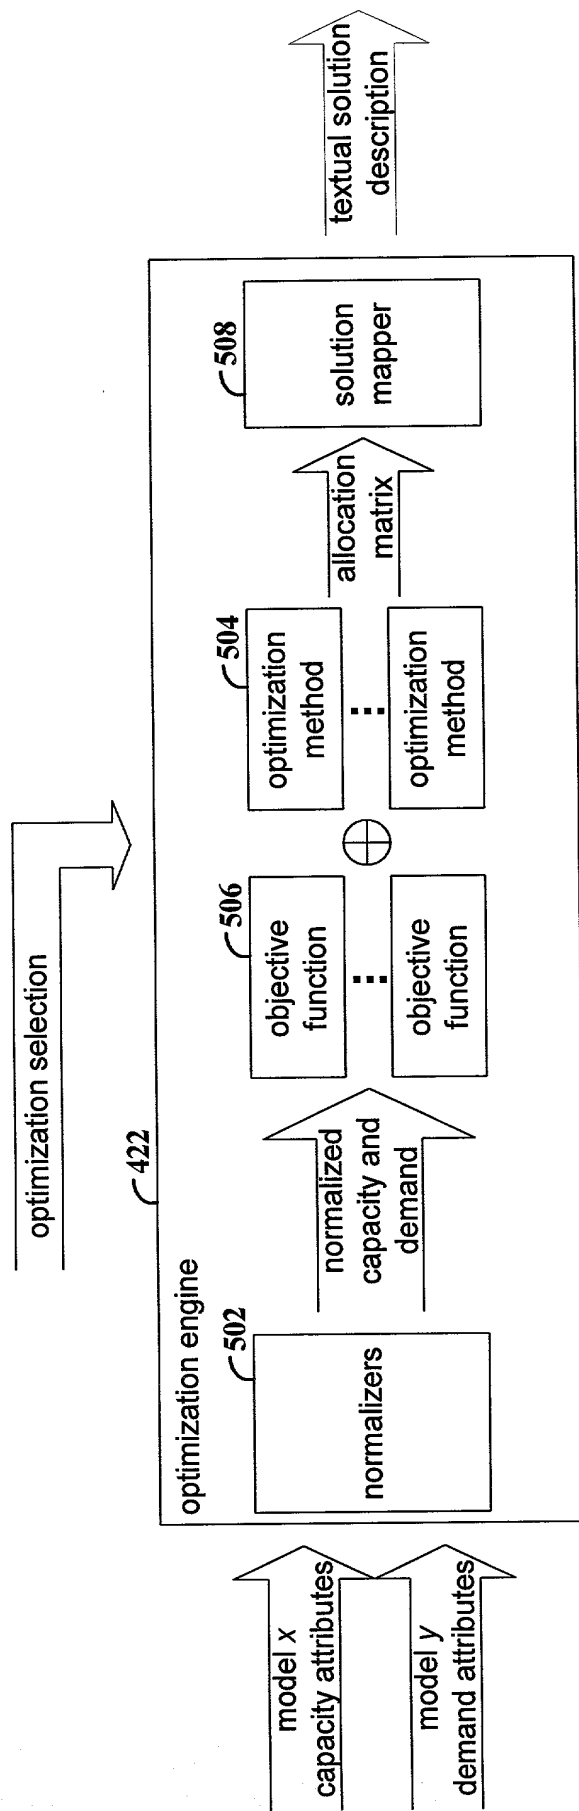 optimization selection
422
optimization engine
model x
capacity attributes
model y
demand attributes
502
normalizers
normalized
capacity and
demand
506
objective
function
objective
function
504
optimization
method
optimization
method
allocation
matrix
508
solution
mapper
textual solution
description